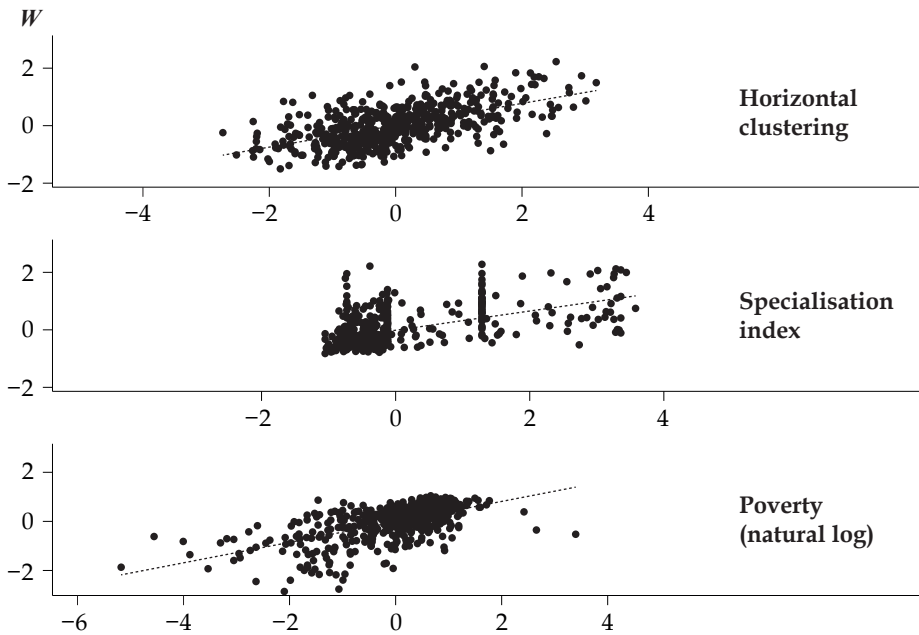 W
2
0
−2
−4 −2 0 2 4
Horizontal
clustering
2
0
−2
−2 0 2 4
Specialisation
index
2
0
−2
−6 −4 −2 0 2 4
Poverty
(natural log)